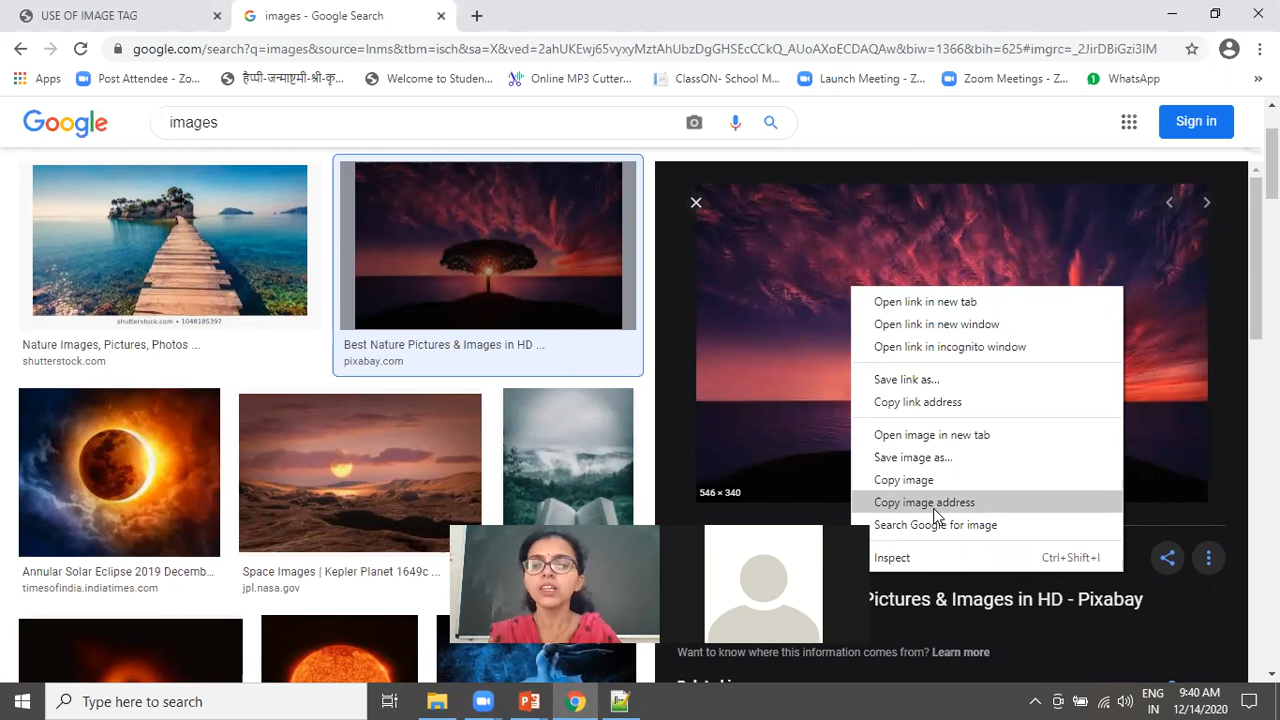 USE OF IMAGE TAG
images - Google Search
google.com/search?q=images&source=lnms&tbm=isch&sa=X&ved=2ahUKEwj65vyxyMztAhUbzDgGHSEcCCkQ_AUoAXoECDAQAw&biw=1366&bih=625#imgrc=_2JirDBiGzi3lM
Apps
Post Attendee - Zo...
हैप्पी-जन्माष्टमी-श्री-कृ...
Welcome to Studen...
Online MP3 Cutter...
ClassON- School M...
Launch Meeting - Z...
Zoom Meetings - Z...
WhatsApp
Google
images
Sign in
shutterstock.com • 1048185397
Nature Images, Pictures, Photos ...
shutterstock.com
Best Nature Pictures & Images in HD ...
pixabay.com
Open link in new tab
Open link in new window
Open link in incognito window
Save link as...
Copy link address
Open image in new tab
Save image as...
Copy image
Copy image address
Search Google for image
Inspect Ctrl+Shift+I
546 × 340
Annular Solar Eclipse 2019 Decemb...
timesofindia.indiatimes.com
Space Images | Kepler Planet 1649c ...
jpl.nasa.gov
Pictures & Images in HD - Pixabay
Want to know where this information comes from? Learn more
Type here to search
ENG
IN
9:40 AM
12/14/2020